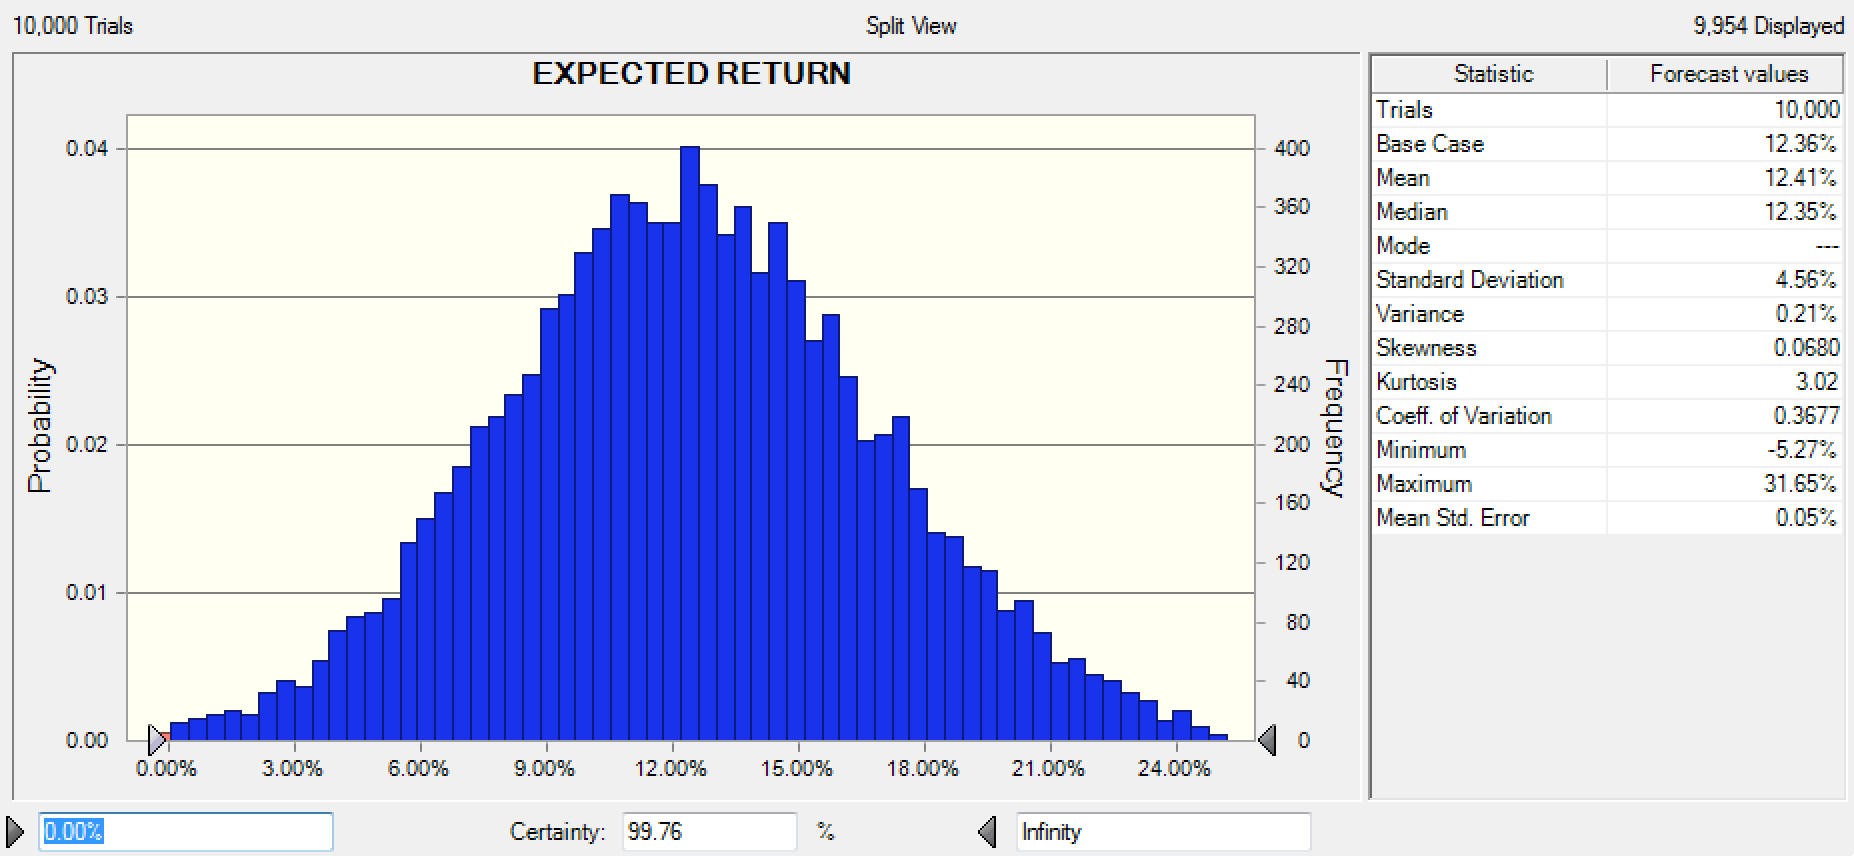 10,000 Trials Split View 9,954 Displayed
EXPECTED RETURN
Probability
0.04
0.03
0.02
0.01
0.00
400
360
320
280
240
200
160
120
80
40
0
Frequency
0.00% 3.00% 6.00% 9.00% 12.00% 15.00% 18.00% 21.00% 24.00%
Statistic Forecast values
Trials 10,000
Base Case 12.36%
Mean 12.41%
Median 12.35%
Mode ---
Standard Deviation 4.56%
Variance 0.21%
Skewness 0.0680
Kurtosis 3.02
Coeff. of Variation 0.3677
Minimum -5.27%
Maximum 31.65%
Mean Std. Error 0.05%
0.00% Certainty: 99.76 % Infinity